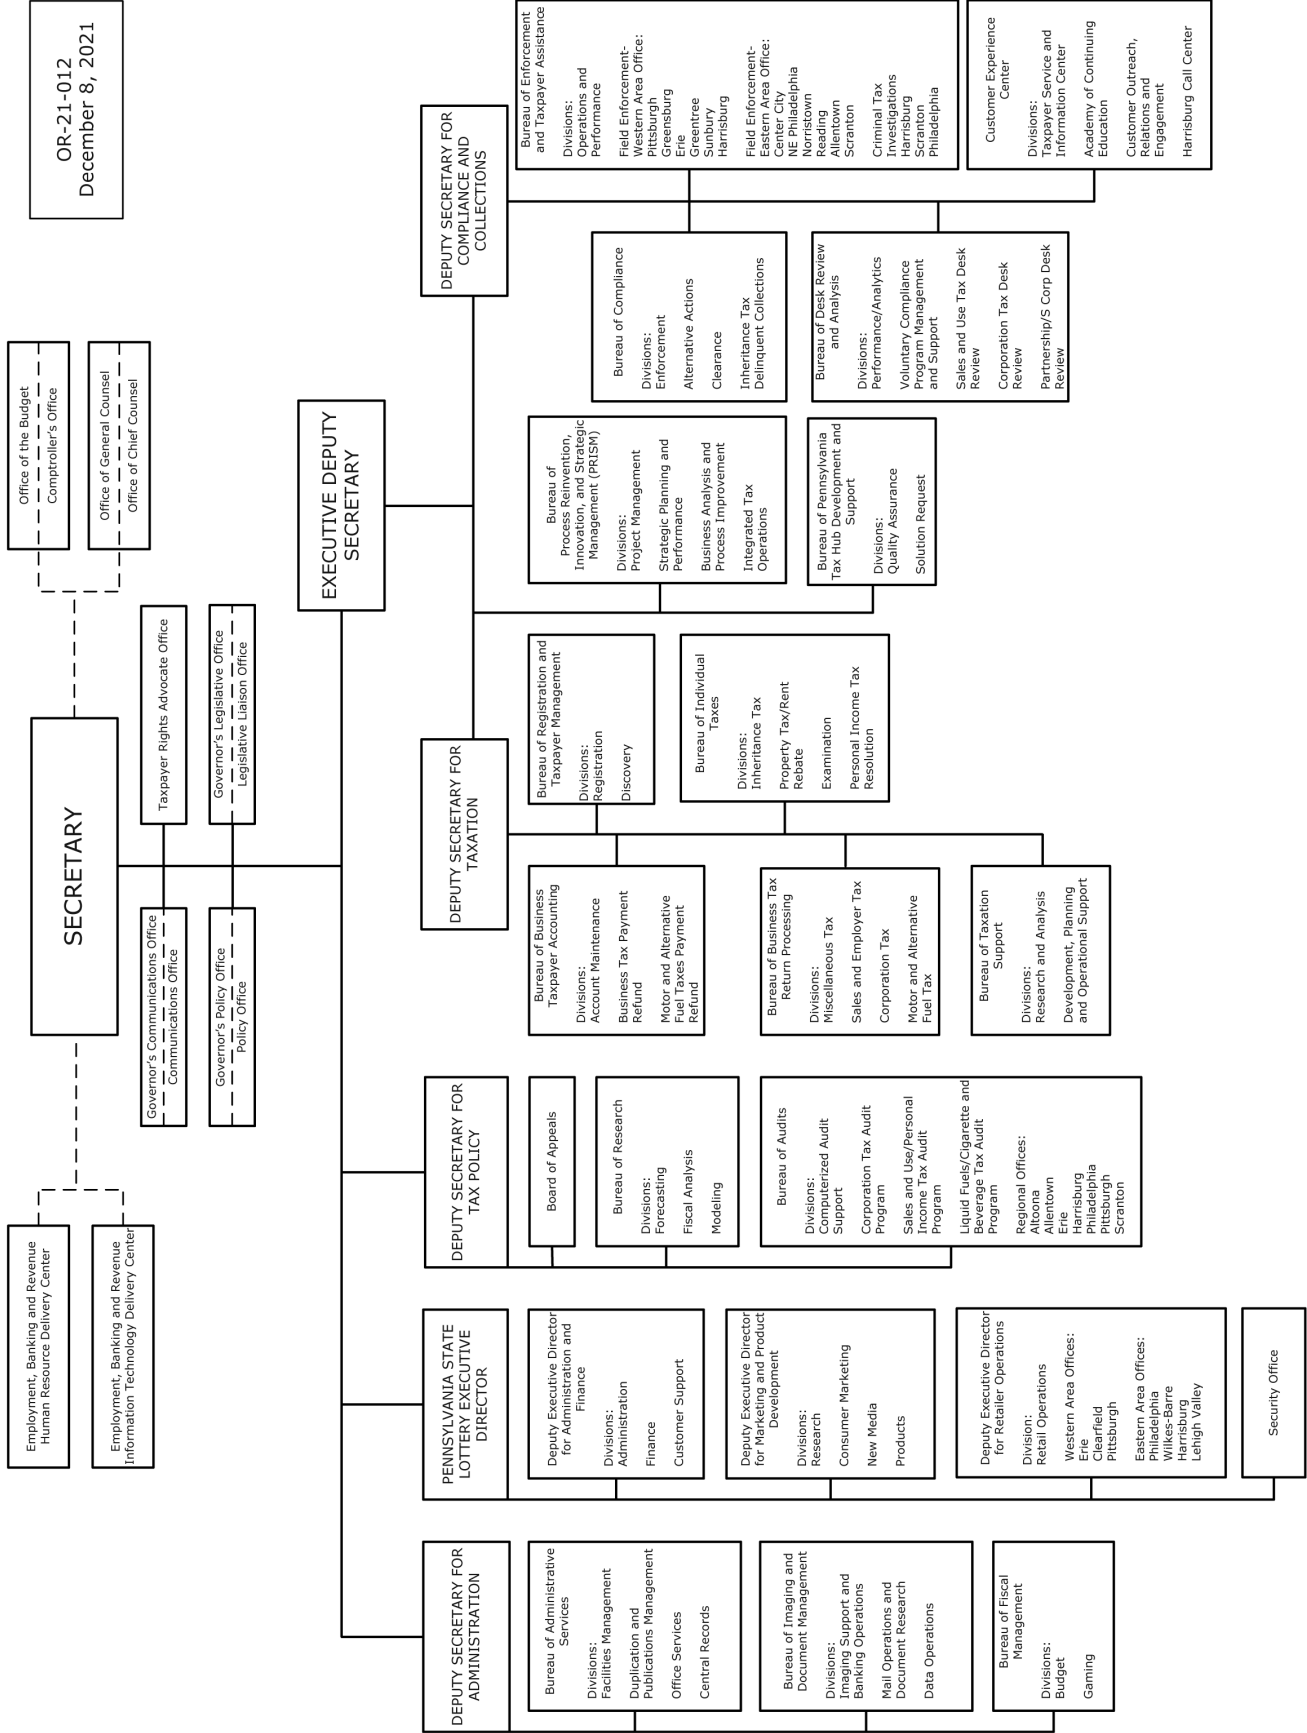 OR-21-012
December 8, 2021
Employment, Banking and Revenue
Human Resource Delivery Center
Employment, Banking and Revenue
Information Technology Delivery Center
SECRETARY
Office of the Budget
Comptroller's Office
Office of General Counsel
Office of Chief Counsel
Governor's Communications Office
Communications Office
Taxpayer Rights Advocate Office
Governor's Policy Office
Policy Office
Governor's Legislative Office
Legislative Liaison Office
EXECUTIVE DEPUTY
SECRETARY
DEPUTY SECRETARY FOR
ADMINISTRATION
Bureau of Administrative
Services
Divisions:
Facilities Management
Duplication and
Publications Management
Office Services
Central Records
Bureau of Imaging and
Document Management
Divisions:
Imaging Support and
Banking Operations
Mail Operations and
Document Research
Data Operations
Bureau of Fiscal
Management
Divisions:
Budget
Gaming
PENNSYLVANIA STATE
LOTTERY EXECUTIVE
DIRECTOR
Deputy Executive Director
for Administration and
Finance
Divisions:
Administration
Finance
Customer Support
Deputy Executive Director
for Marketing and Product
Development
Divisions:
Research
Consumer Marketing
New Media
Products
Deputy Executive Director
for Retailer Operations
Division:
Retail Operations
Western Area Offices:
Erie
Clearfield
Pittsburgh
Eastern Area Offices:
Philadelphia
Wilkes-Barre
Harrisburg
Lehigh Valley
Security Office
DEPUTY SECRETARY FOR
TAX POLICY
Board of Appeals
Bureau of Research
Divisions:
Forecasting
Fiscal Analysis
Modeling
Bureau of Audits
Divisions:
Computerized Audit
Support
Corporation Tax Audit
Program
Sales and Use/Personal
Income Tax Audit
Program
Liquid Fuels/Cigarette and
Beverage Tax Audit
Program
Regional Offices:
Altoona
Allentown
Erie
Harrisburg
Philadelphia
Pittsburgh
Scranton
DEPUTY SECRETARY FOR
TAXATION
Bureau of Business
Taxpayer Accounting
Divisions:
Account Maintenance
Business Tax Payment
Refund
Motor and Alternative
Fuel Taxes Payment
Refund
Bureau of Business Tax
Return Processing
Divisions:
Miscellaneous Tax
Sales and Employer Tax
Corporation Tax
Motor and Alternative
Fuel Tax
Bureau of Taxation
Support
Divisions:
Research and Analysis
Development, Planning
and Operational Support
Bureau of Registration and
Taxpayer Management
Divisions:
Registration
Discovery
Bureau of Individual
Taxes
Divisions:
Inheritance Tax
Property Tax/Rent
Rebate
Examination
Personal Income Tax
Resolution
Bureau of
Process Reinvention,
Innovation, and Strategic
Management (PRISM)
Divisions:
Project Management
Strategic Planning and
Performance
Business Analysis and
Process Improvement
Integrated Tax
Operations
Bureau of Pennsylvania
Tax Hub Development and
Support
Divisions:
Quality Assurance
Solution Request
DEPUTY SECRETARY FOR
COMPLIANCE AND
COLLECTIONS
Bureau of Compliance
Divisions:
Enforcement
Alternative Actions
Clearance
Inheritance Tax
Delinquent Collections
Bureau of Desk Review
and Analysis
Divisions:
Performance/Analytics
Voluntary Compliance
Program Management
and Support
Sales and Use Tax Desk
Review
Corporation Tax Desk
Review
Partnership/S Corp Desk
Review
Bureau of Enforcement
and Taxpayer Assistance
Divisions:
Operations and
Performance
Field Enforcement-
Western Area Office:
Pittsburgh
Greensburg
Erie
Greentree
Sunbury
Harrisburg
Field Enforcement-
Eastern Area Office:
Center City
NE Philadelphia
Norristown
Reading
Allentown
Scranton
Criminal Tax
Investigations
Harrisburg
Scranton
Philadelphia
Customer Experience
Center
Divisions:
Taxpayer Service and
Information Center
Academy of Continuing
Education
Customer Outreach,
Relations and
Engagement
Harrisburg Call Center